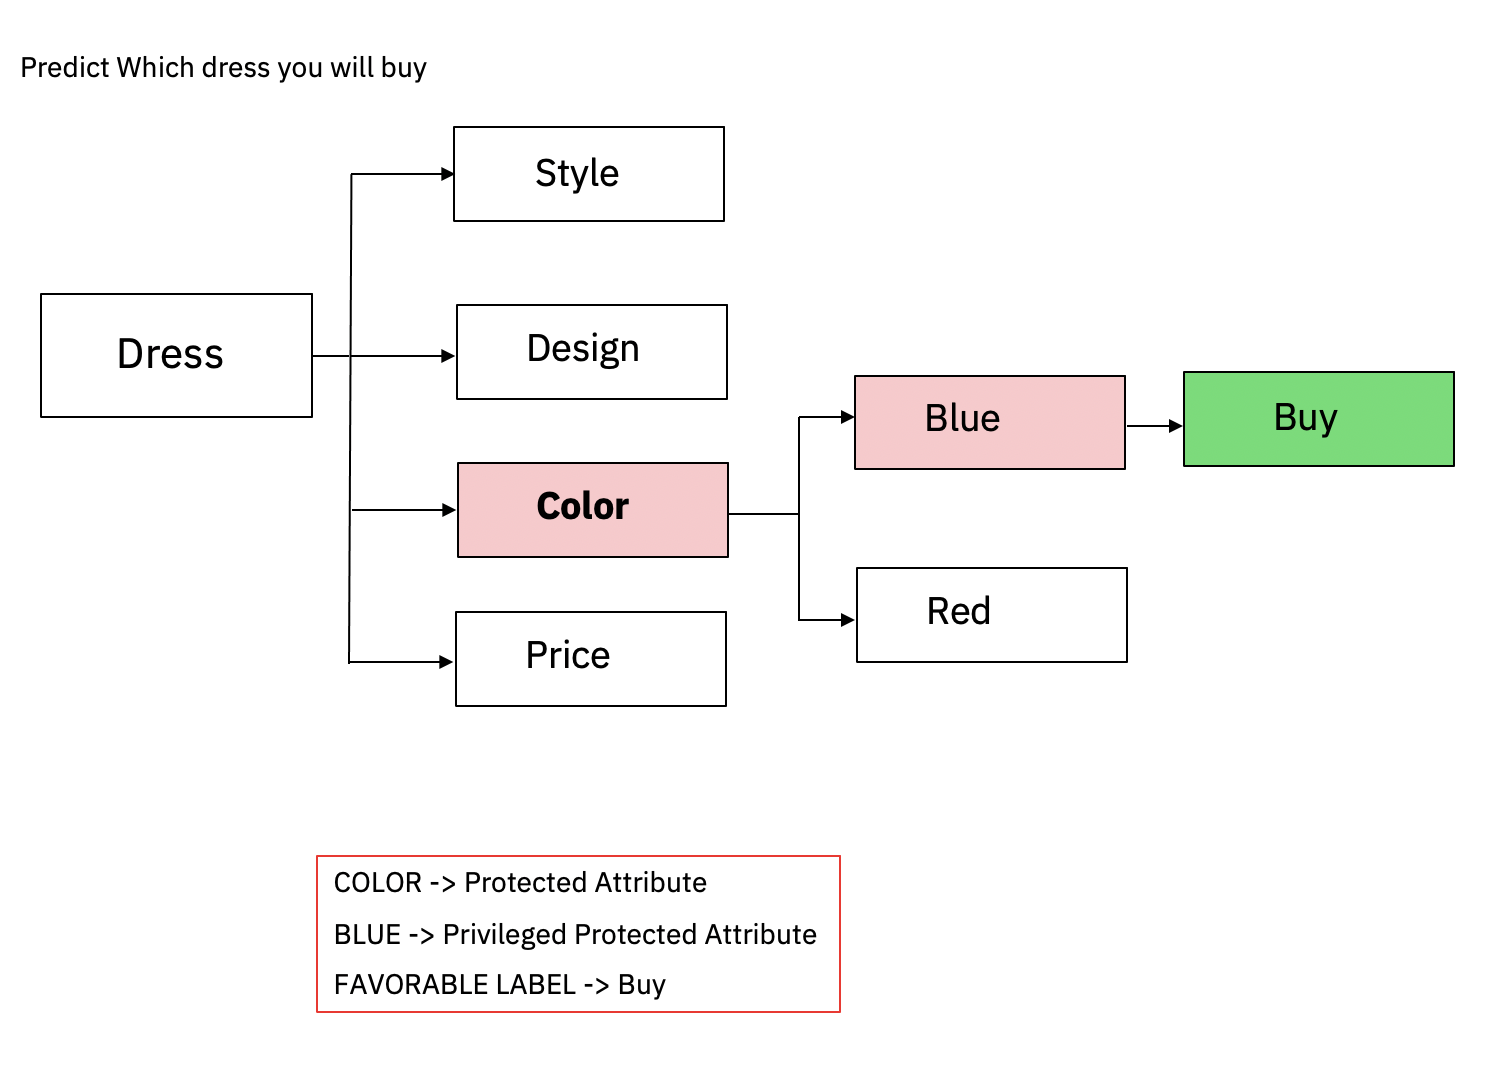 Predict Which dress you will buy
Style
Dress
Design
Color
Price
Blue
Buy
Red
COLOR -> Protected Attribute
BLUE -> Privileged Protected Attribute
FAVORABLE LABEL -> Buy